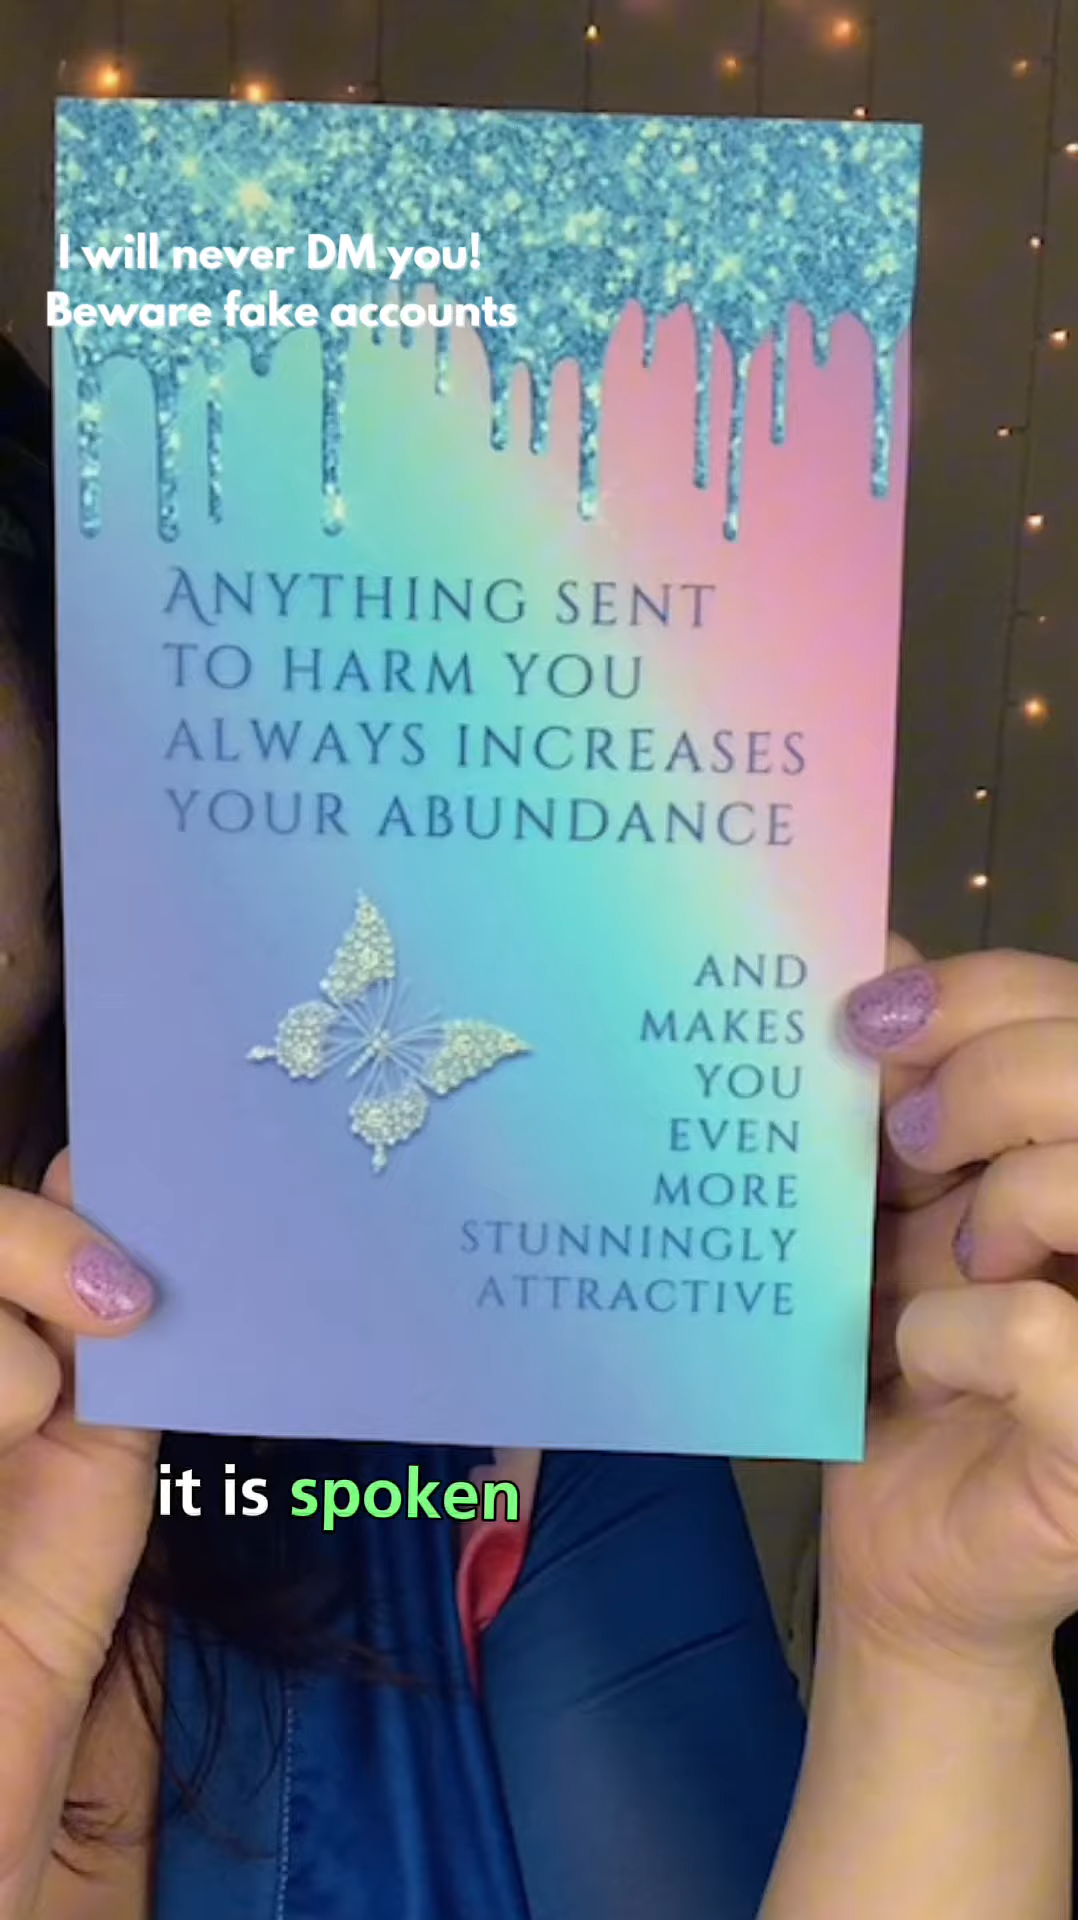 I will never DM you!
Beware fake accounts
ANYTHING SENT
TO HARM YOU
ALWAYS INCREASES
YOUR ABUNDANCE
AND
MAKES
YOU
EVEN
MORE
STUNNINGLY
ATTRACTIVE
it is spoken